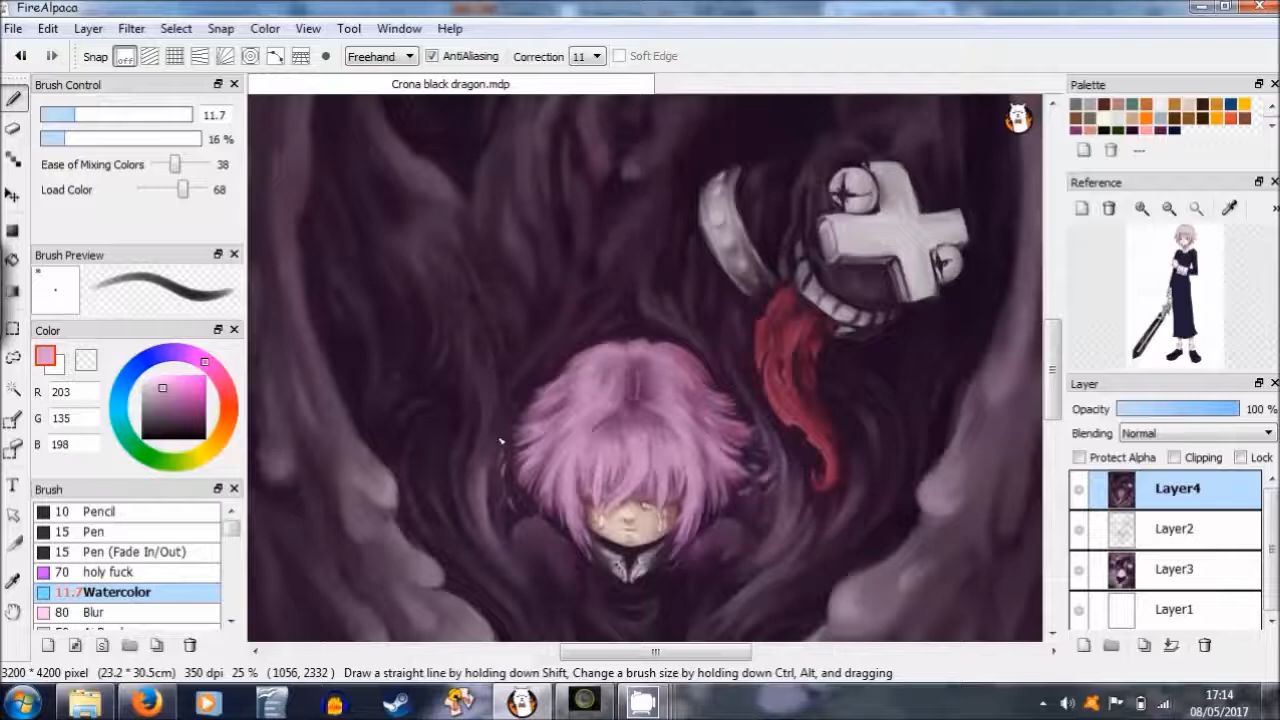 FireAlpaca
File Edit Layer Filter Select Snap Color View Tool Window Help
Snap off Freehand AntiAliasing Correction 11 Soft Edge
Brush Control
11.7
16 %
Ease of Mixing Colors 38
Load Color 68
Brush Preview
Color
R 203
G 135
B 198
Brush
10 Pencil
15 Pen
15 Pen (Fade In/Out)
70 holy fuck
11.7 Watercolor
80 Blur
Crona black dragon.mdp
Palette
---
Reference
Layer
Opacity 100 %
Blending Normal
Protect Alpha Clipping Lock
Layer4
Layer2
Layer3
Layer1
3200 * 4200 pixel (23.2 * 30.5cm) 350 dpi 25 % (1056, 2332) Draw a straight line by holding down Shift, Change a brush size by holding down Ctrl, Alt, and dragging
17:14
08/05/2017